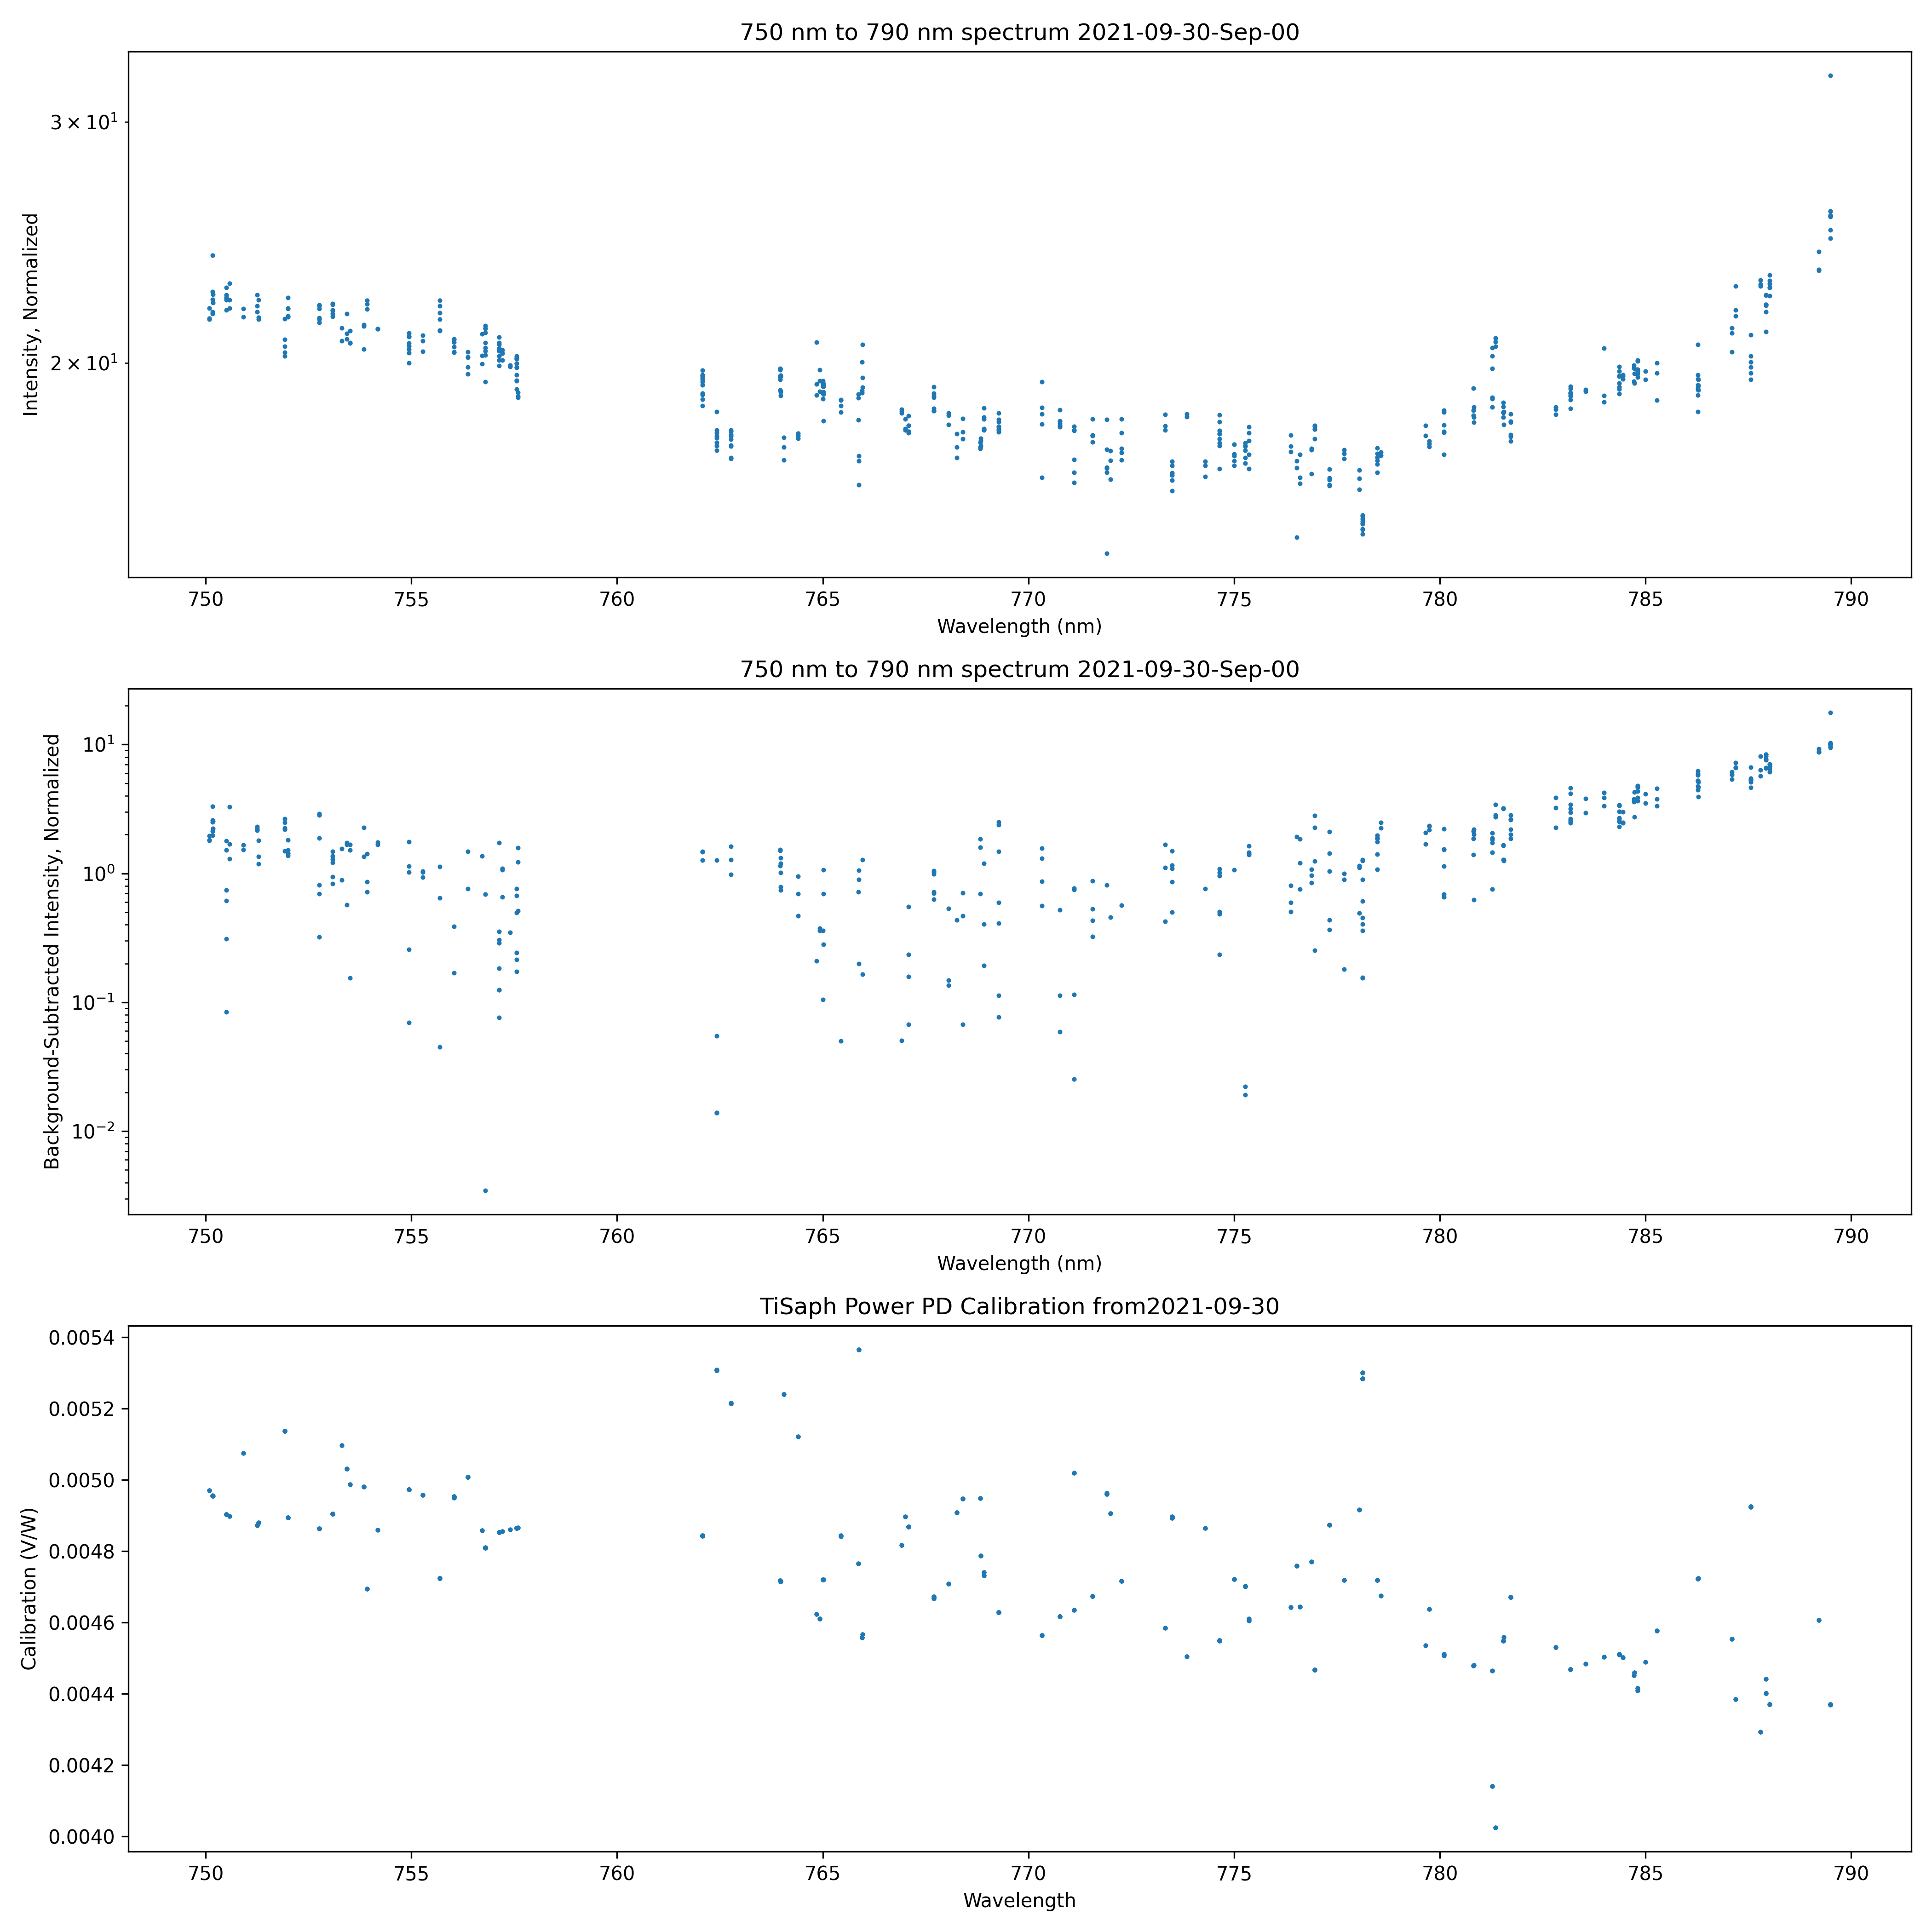 750 nm to 790 nm spectrum 2021-09-30-Sep-00
Intensity, Normalized
3 × 10¹
2 × 10¹
750 755 760 765 770 775 780 785 790
Wavelength (nm)
750 nm to 790 nm spectrum 2021-09-30-Sep-00
Background-Subtracted Intensity, Normalized
10¹
10⁰
10⁻¹
10⁻²
750 755 760 765 770 775 780 785 790
Wavelength (nm)
TiSaph Power PD Calibration from2021-09-30
Calibration (V/W)
0.0054
0.0052
0.0050
0.0048
0.0046
0.0044
0.0042
0.0040
750 755 760 765 770 775 780 785 790
Wavelength